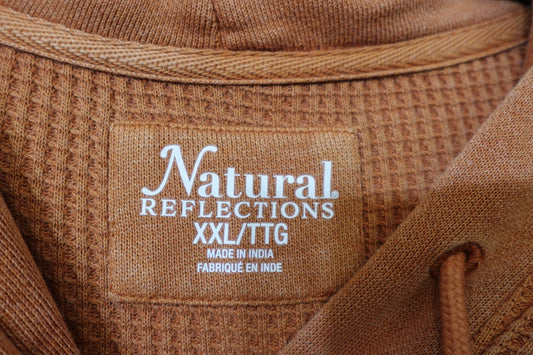 Natural
REFLECTIONS
XXL/TTG
MADE IN INDIA
FABRIQUÉ EN INDE